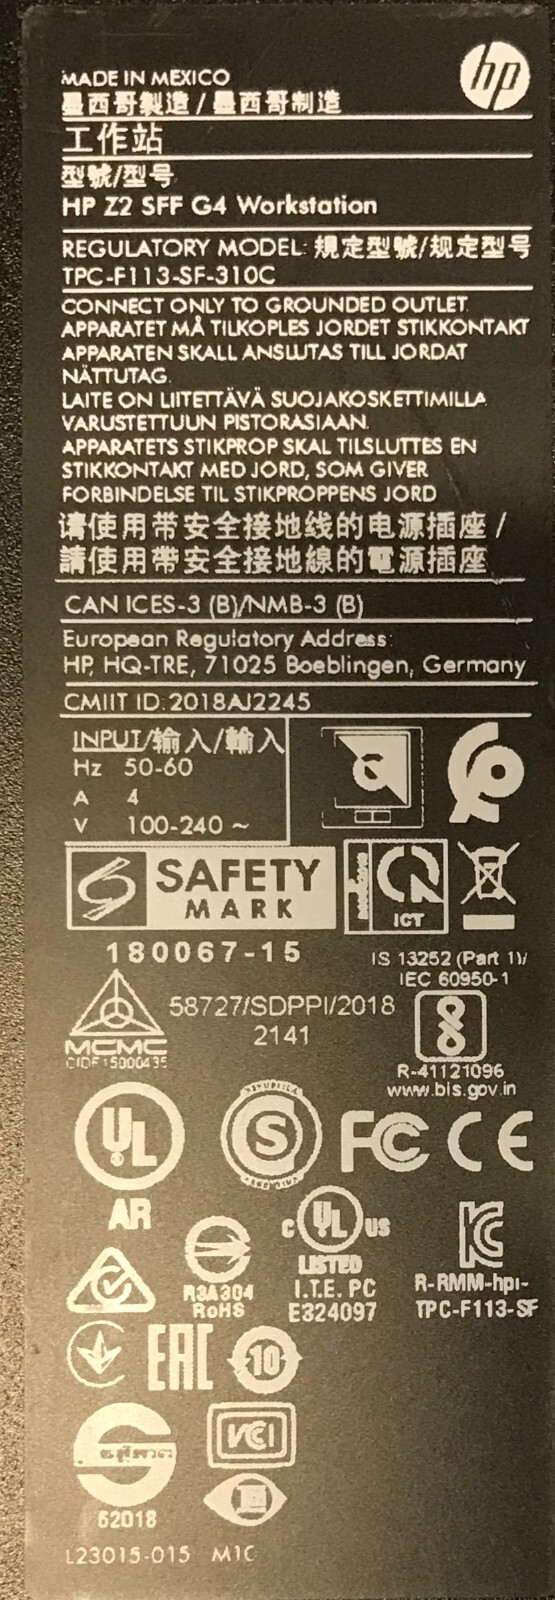 hp
MADE IN MEXICO
墨西哥製造 / 墨西哥制造
工作站
型號/型号
HP Z2 SFF G4 Workstation
REGULATORY MODEL: 規定型號/规定型号
TPC-F113-SF-310C
CONNECT ONLY TO GROUNDED OUTLET.
APPARATET MÅ TILKOPLES JORDET STIKKONTAKT
APPARATEN SKALL ANSLUTAS TILL JORDAT
NÄTTUTAG.
LAITE ON LIITETTÄVÄ SUOJAKOSKETTIMILLA
VARUSTETTUUN PISTORASIAAN.
APPARATETS STIKPROP SKAL TILSLUTTES EN
STIKKONTAKT MED JORD, SOM GIVER
FORBINDELSE TIL STIKPROPPENS JORD
请使用带安全接地线的电源插座 /
請使用帶安全接地線的電源插座
CAN ICES-3 (B)/NMB-3 (B)
European Regulatory Address:
HP, HQ-TRE, 71025 Boeblingen, Germany
CMIIT ID:2018AJ2245
INPUT/输入/輸入
Hz 50-60
A 4
V 100-240 ~
SAFETY
MARK
ICT
180067-15
IS 13252 (Part 1)/
IEC 60950-1
58727/SDPPI/2018
2141
MCMC
CIDF15000435
R-41121096
www.bis.gov.in
UL
S
FC CE
AR
c UL US
LISTED
I.T.E. PC
E324097
R3A304
RoHS
R-RMM-hpi-
TPC-F113-SF
EAC
10
VCI
62018
L23015-015 M1C